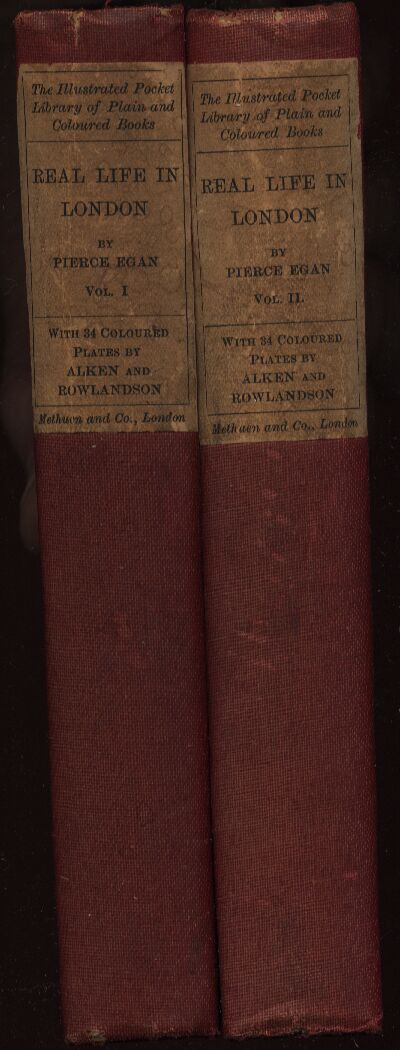 The Illustrated Pocket
Library of Plain and
Coloured Books
REAL LIFE IN
LONDON
BY
PIERCE EGAN
VOL. I
WITH 34 COLOURED
PLATES BY
ALKEN AND
ROWLANDSON
Methuen and Co., London
The Illustrated Pocket
Library of Plain and
Coloured Books
REAL LIFE IN
LONDON
BY
PIERCE EGAN
VOL. II.
WITH 34 COLOURED
PLATES BY
ALKEN AND
ROWLANDSON
Methuen and Co., London